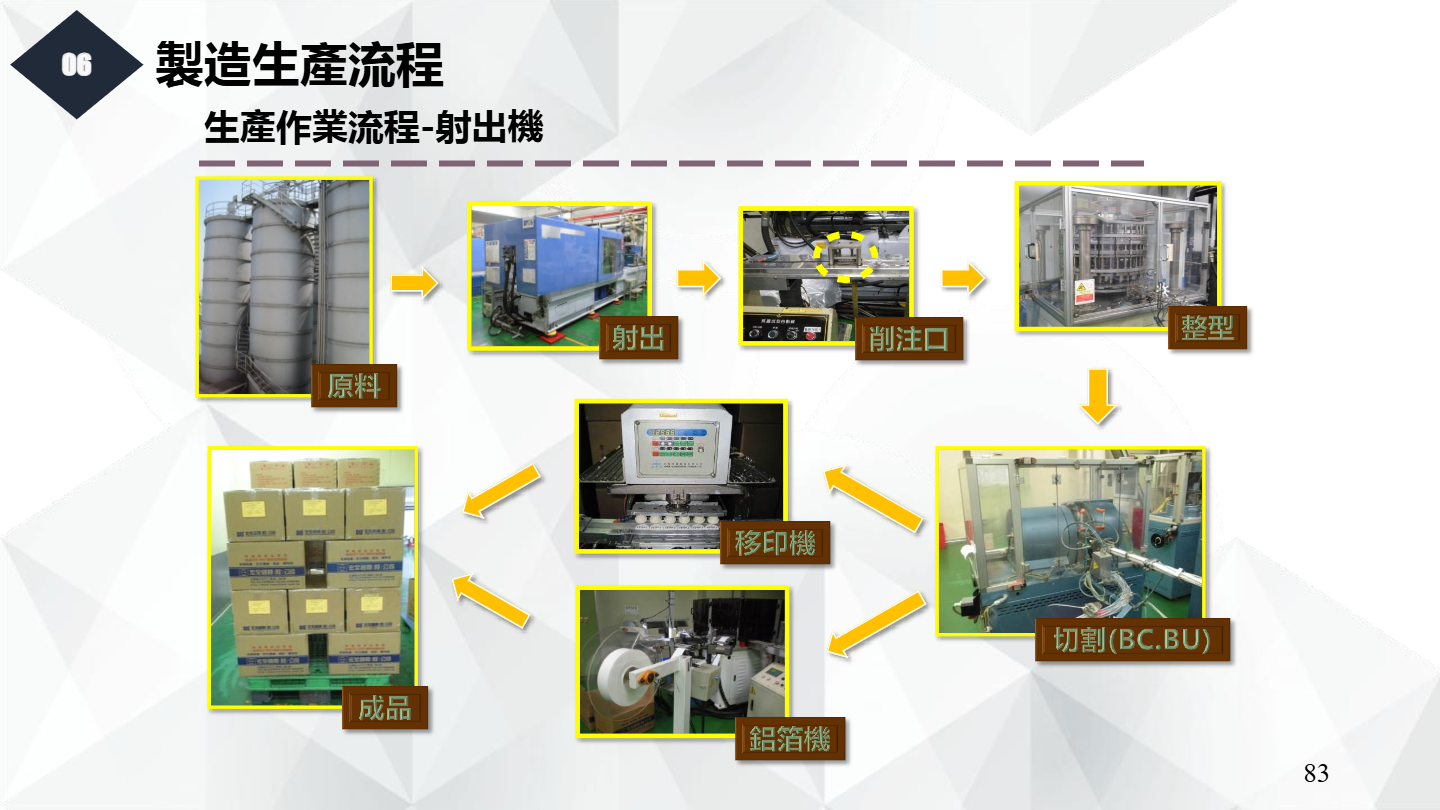 06
製造生產流程
生產作業流程-射出機
原料
射出
削注口
整型
切割(BC.BU)
移印機
鋁箔機
成品
83